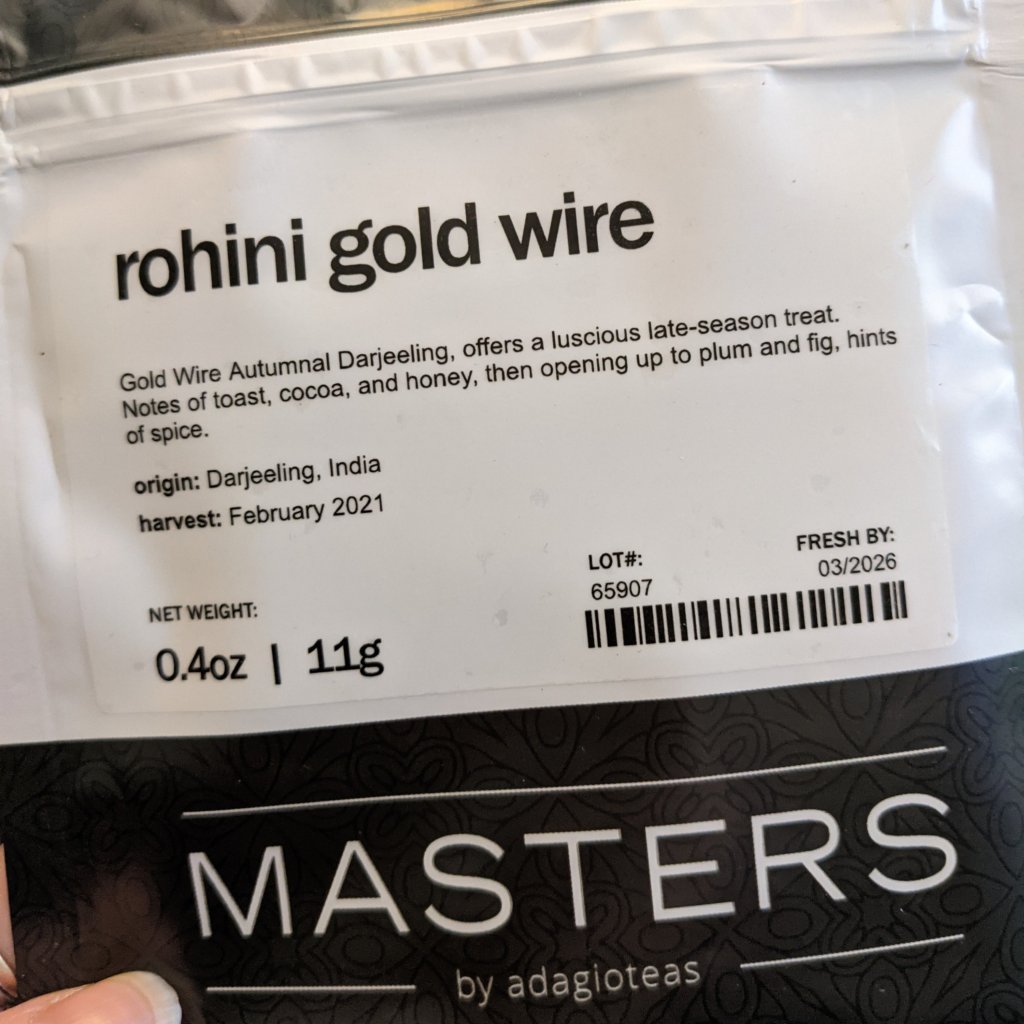 rohini gold wire
Gold Wire Autumnal Darjeeling, offers a luscious late-season treat.
Notes of toast, cocoa, and honey, then opening up to plum and fig, hints
of spice.
origin: Darjeeling, India
harvest: February 2021
NET WEIGHT:
0.4oz | 11g
LOT#:
65907
FRESH BY:
03/2026
MASTERS
by adagioteas